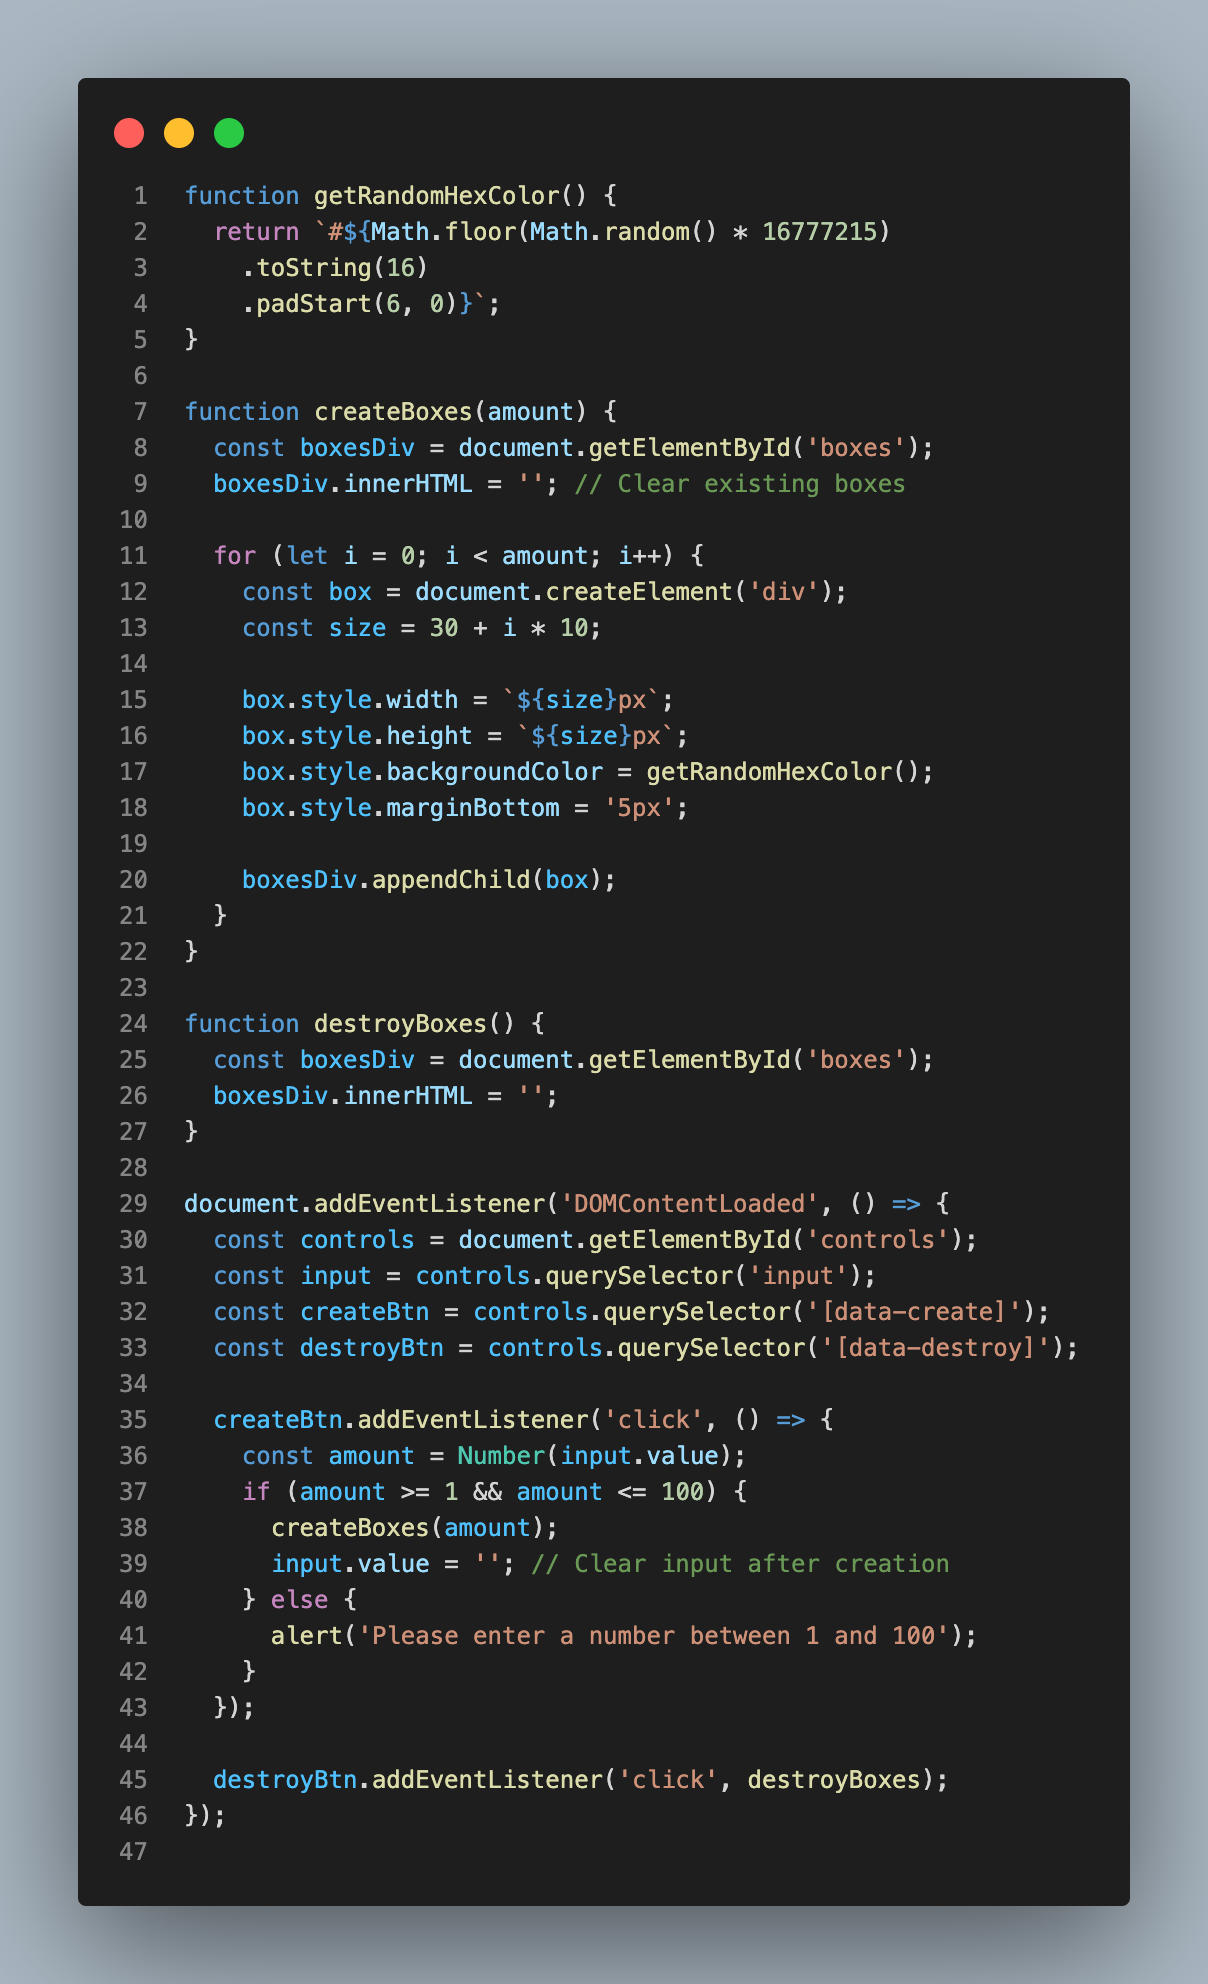 1 function getRandomHexColor() {
2   return `#${Math.floor(Math.random() * 16777215)
3     .toString(16)
4     .padStart(6, 0)}`;
5 }
6
7 function createBoxes(amount) {
8   const boxesDiv = document.getElementById('boxes');
9   boxesDiv.innerHTML = ''; // Clear existing boxes
10
11   for (let i = 0; i < amount; i++) {
12     const box = document.createElement('div');
13     const size = 30 + i * 10;
14
15     box.style.width = `${size}px`;
16     box.style.height = `${size}px`;
17     box.style.backgroundColor = getRandomHexColor();
18     box.style.marginBottom = '5px';
19
20     boxesDiv.appendChild(box);
21   }
22 }
23
24 function destroyBoxes() {
25   const boxesDiv = document.getElementById('boxes');
26   boxesDiv.innerHTML = '';
27 }
28
29 document.addEventListener('DOMContentLoaded', () => {
30   const controls = document.getElementById('controls');
31   const input = controls.querySelector('input');
32   const createBtn = controls.querySelector('[data-create]');
33   const destroyBtn = controls.querySelector('[data-destroy]');
34
35   createBtn.addEventListener('click', () => {
36     const amount = Number(input.value);
37     if (amount >= 1 && amount <= 100) {
38       createBoxes(amount);
39       input.value = ''; // Clear input after creation
40     } else {
41       alert('Please enter a number between 1 and 100');
42     }
43   });
44
45   destroyBtn.addEventListener('click', destroyBoxes);
46 });
47